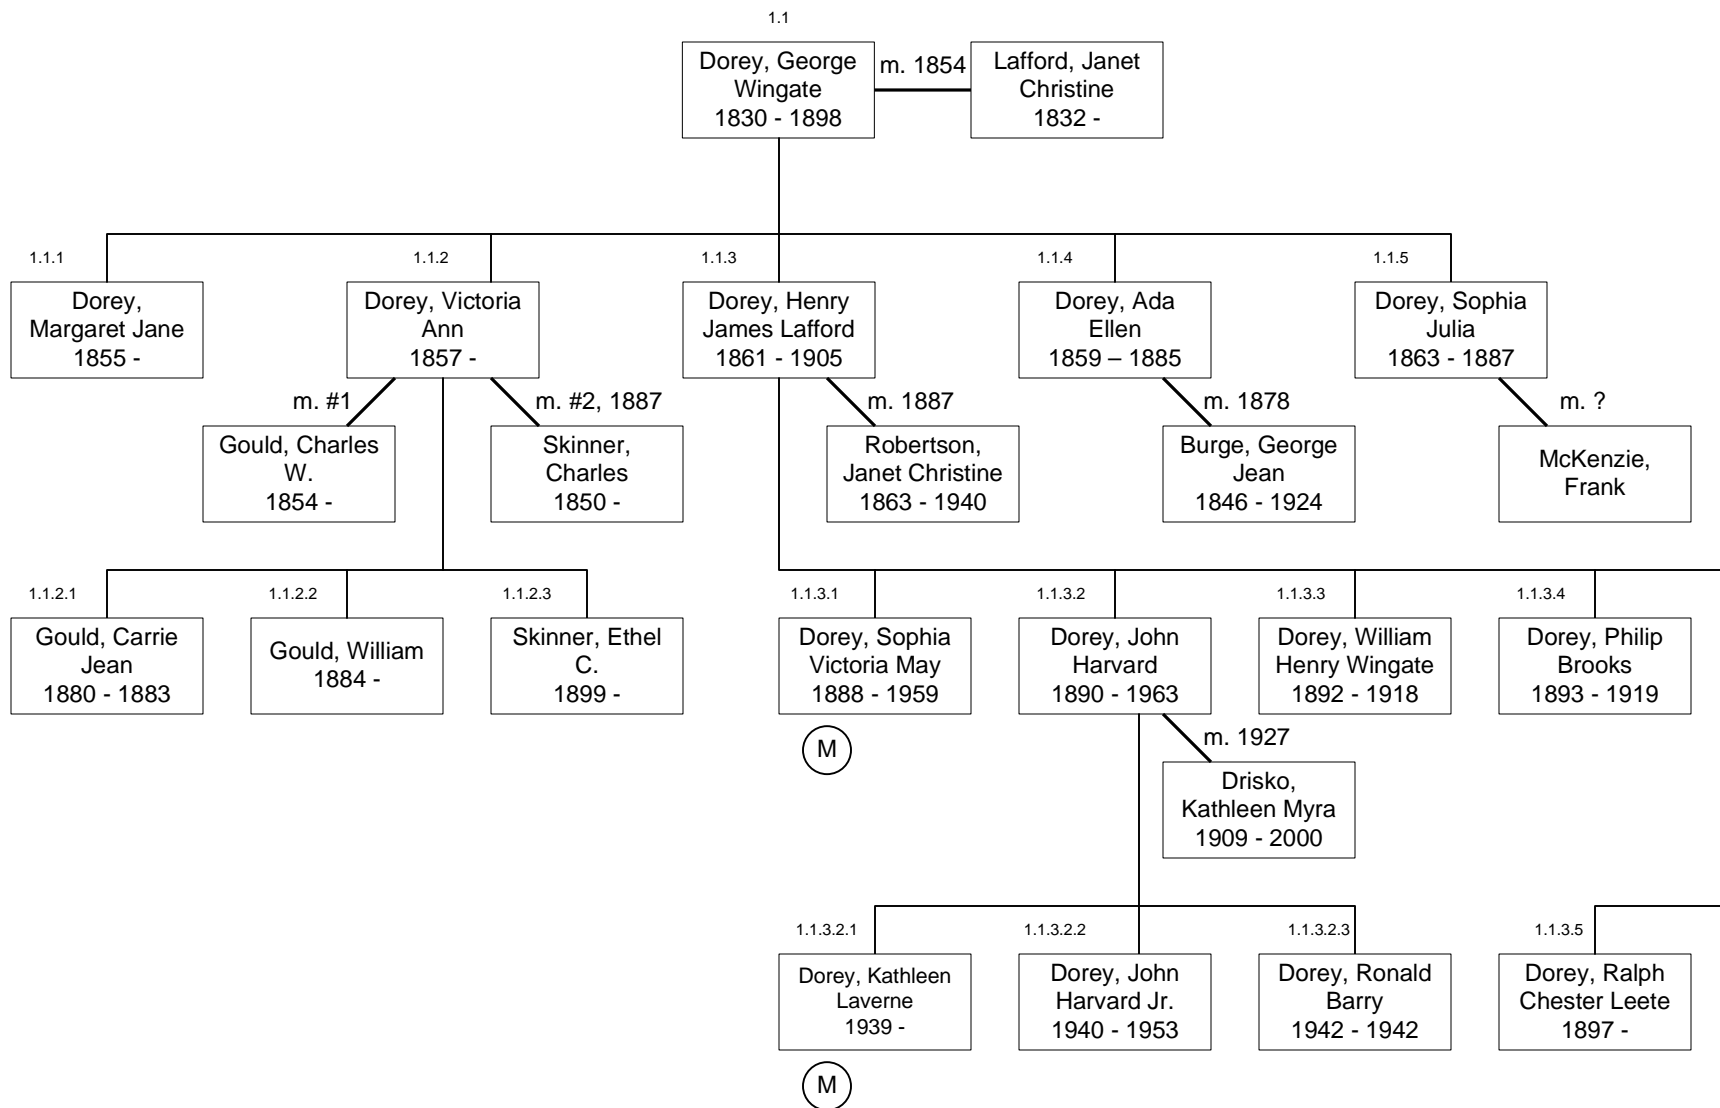 1.1
Dorey, George
Wingate
1830 - 1898
m. 1854
Lafford, Janet
Christine
1832 -
1.1.1
Dorey,
Margaret Jane
1855 -
1.1.2
Dorey, Victoria
Ann
1857 -
1.1.3
Dorey, Henry
James Lafford
1861 - 1905
1.1.4
Dorey, Ada
Ellen
1859 – 1885
1.1.5
Dorey, Sophia
Julia
1863 - 1887
m. #1
Gould, Charles
W.
1854 -
m. #2, 1887
Skinner,
Charles
1850 -
m. 1887
Robertson,
Janet Christine
1863 - 1940
m. 1878
Burge, George
Jean
1846 - 1924
m. ?
McKenzie,
Frank
1.1.2.1
Gould, Carrie
Jean
1880 - 1883
1.1.2.2
Gould, William
1884 -
1.1.2.3
Skinner, Ethel
C.
1899 -
1.1.3.1
Dorey, Sophia
Victoria May
1888 - 1959
M
1.1.3.2
Dorey, John
Harvard
1890 - 1963
1.1.3.3
Dorey, William
Henry Wingate
1892 - 1918
1.1.3.4
Dorey, Philip
Brooks
1893 - 1919
m. 1927
Drisko,
Kathleen Myra
1909 - 2000
1.1.3.2.1
Dorey, Kathleen
Laverne
1939 -
M
1.1.3.2.2
Dorey, John
Harvard Jr.
1940 - 1953
1.1.3.2.3
Dorey, Ronald
Barry
1942 - 1942
1.1.3.5
Dorey, Ralph
Chester Leete
1897 -